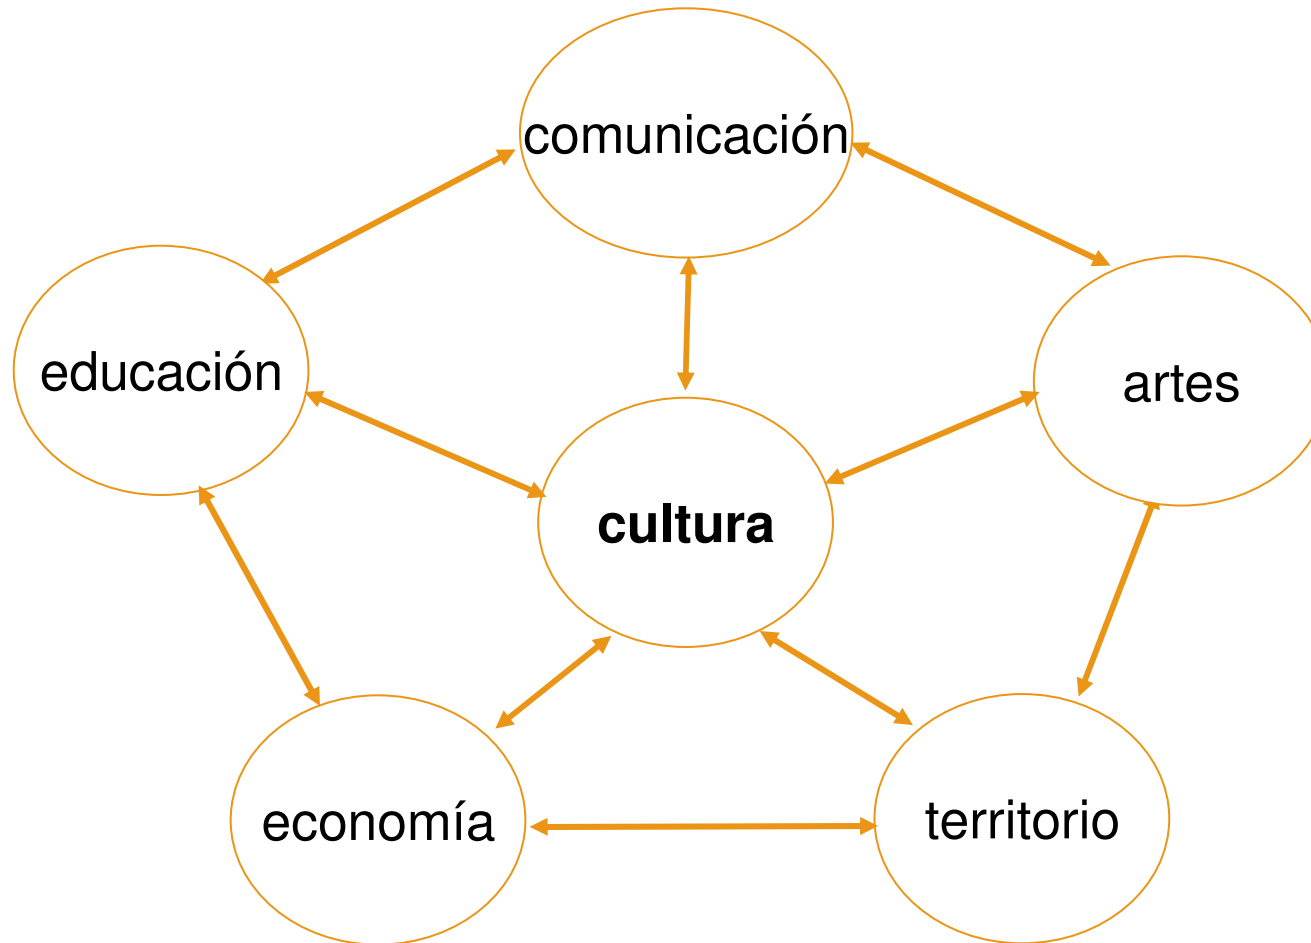 comunicación
educación
artes
cultura
economía
territorio